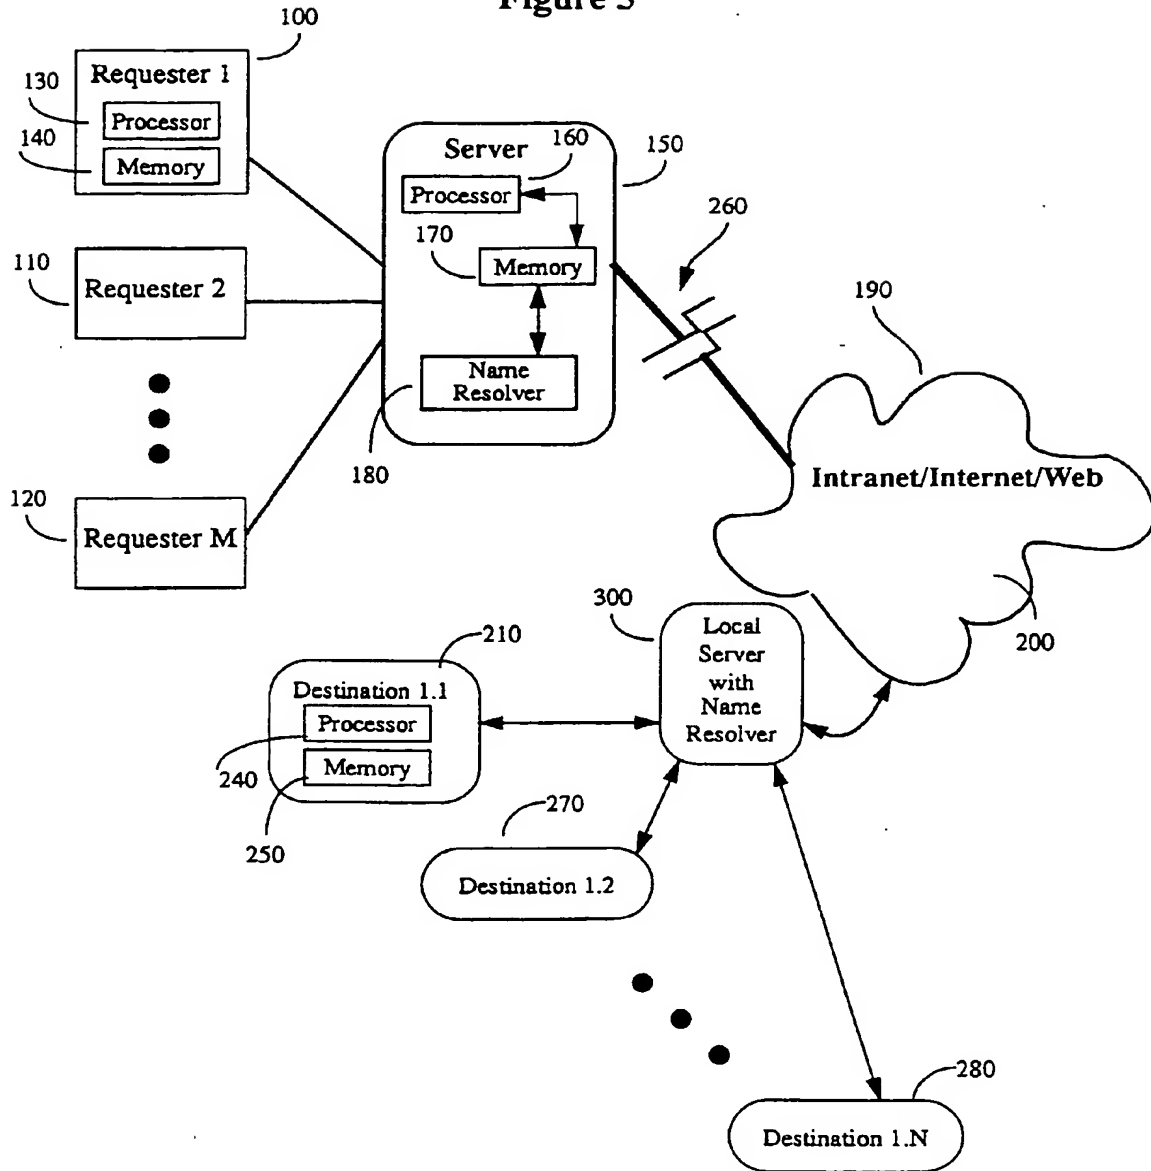 Figure 3
100
Requester 1
130
Processor
140
Memory
110
Requester 2
120
Requester M
Server
160
150
Processor
170
Memory
Name
Resolver
180
260
190
Intranet/Internet/Web
200
300
Local
Server
with
Name
Resolver
210
Destination 1.1
Processor
240
Memory
250
270
Destination 1.2
280
Destination 1.N